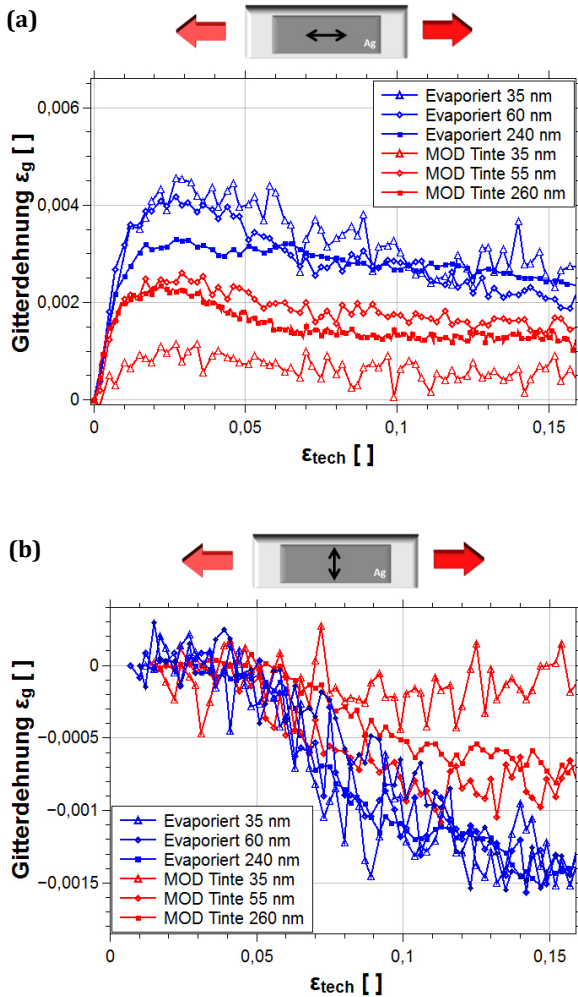 (a)
Ag
Gitterdehnung εg [ ]
0,006
0,004
0,002
0
Evaporiert 35 nm
Evaporiert 60 nm
Evaporiert 240 nm
MOD Tinte 35 nm
MOD Tinte 55 nm
MOD Tinte 260 nm
0
0,05
0,1
0,15
εtech [ ]
(b)
Ag
Gitterdehnung εg [ ]
0
−0,0005
−0,001
−0,0015
Evaporiert 35 nm
Evaporiert 60 nm
Evaporiert 240 nm
MOD Tinte 35 nm
MOD Tinte 55 nm
MOD Tinte 260 nm
0
0,05
0,1
0,15
εtech [ ]